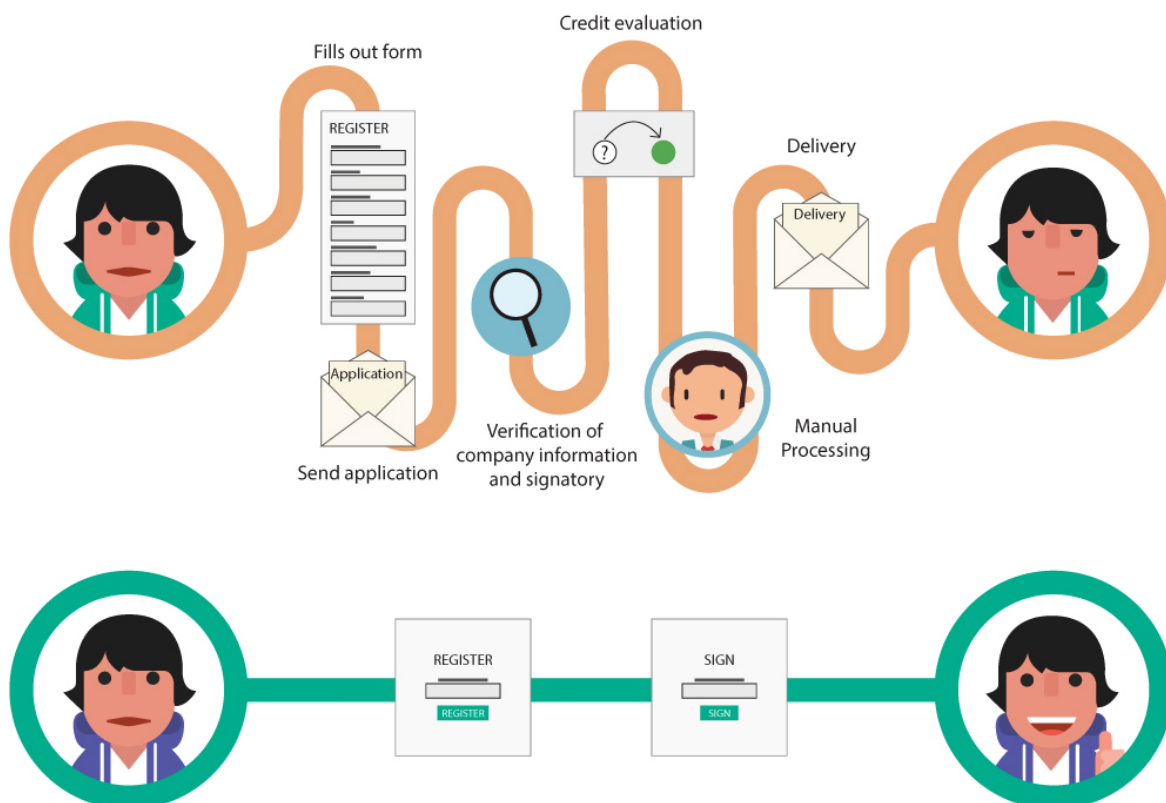 Credit evaluation
Fills out form
REGISTER
?
Delivery
Delivery
Application
Verification of
company information
and signatory
Manual
Processing
Send application
REGISTER
REGISTER
SIGN
SIGN